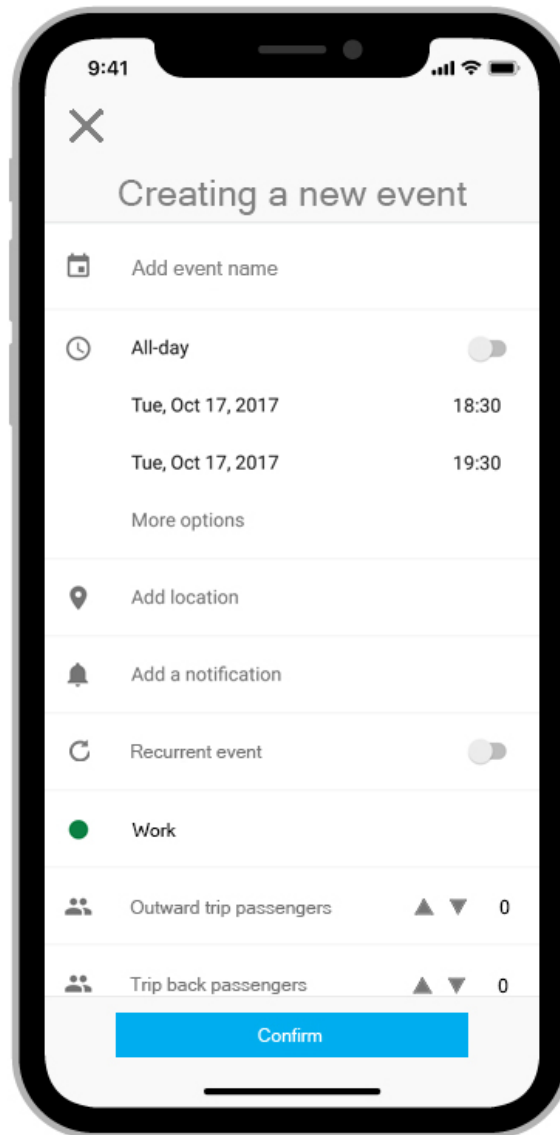 9:41
Creating a new event
Add event name
All-day
Tue, Oct 17, 2017 18:30
Tue, Oct 17, 2017 19:30
More options
Add location
Add a notification
Recurrent event
Work
Outward trip passengers 0
Trip back passengers 0
Confirm